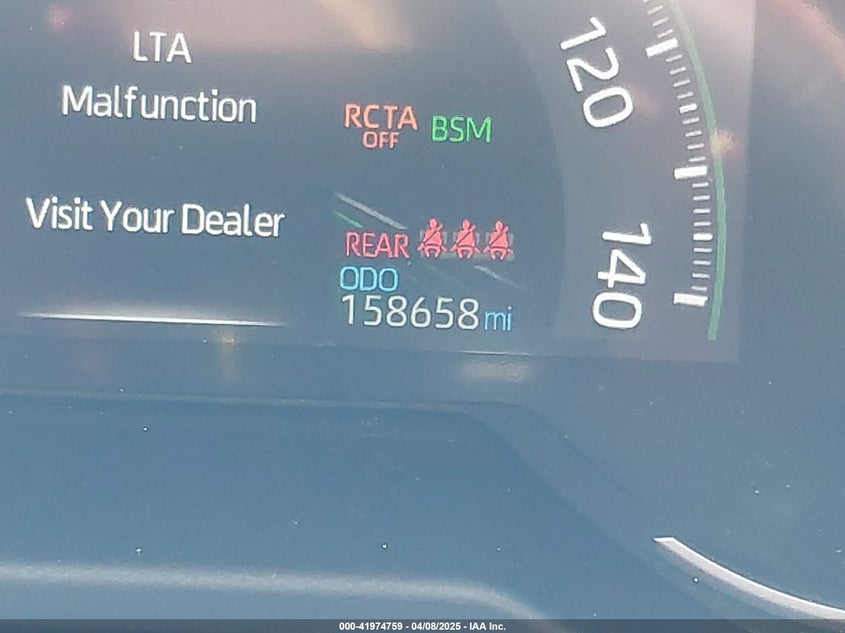 LTA
Malfunction
Visit Your Dealer
RCTA
OFF
BSM
REAR
ODO
158658 mi
120
140
000-41974759 - 04/08/2025 - IAA Inc.